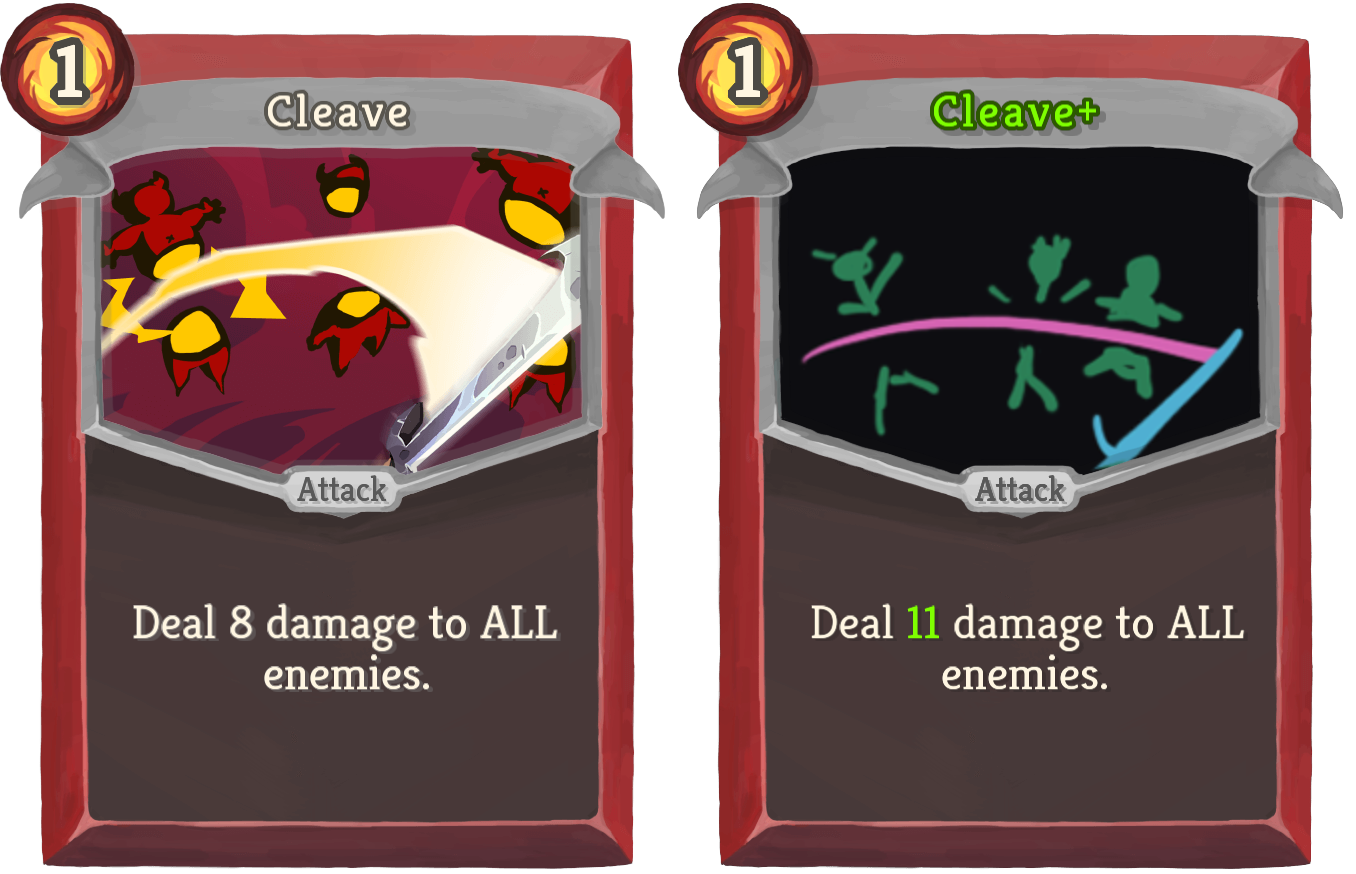 1
Cleave
Attack
Deal 8 damage to ALL
enemies.
1
Cleave+
Attack
Deal 11 damage to ALL
enemies.